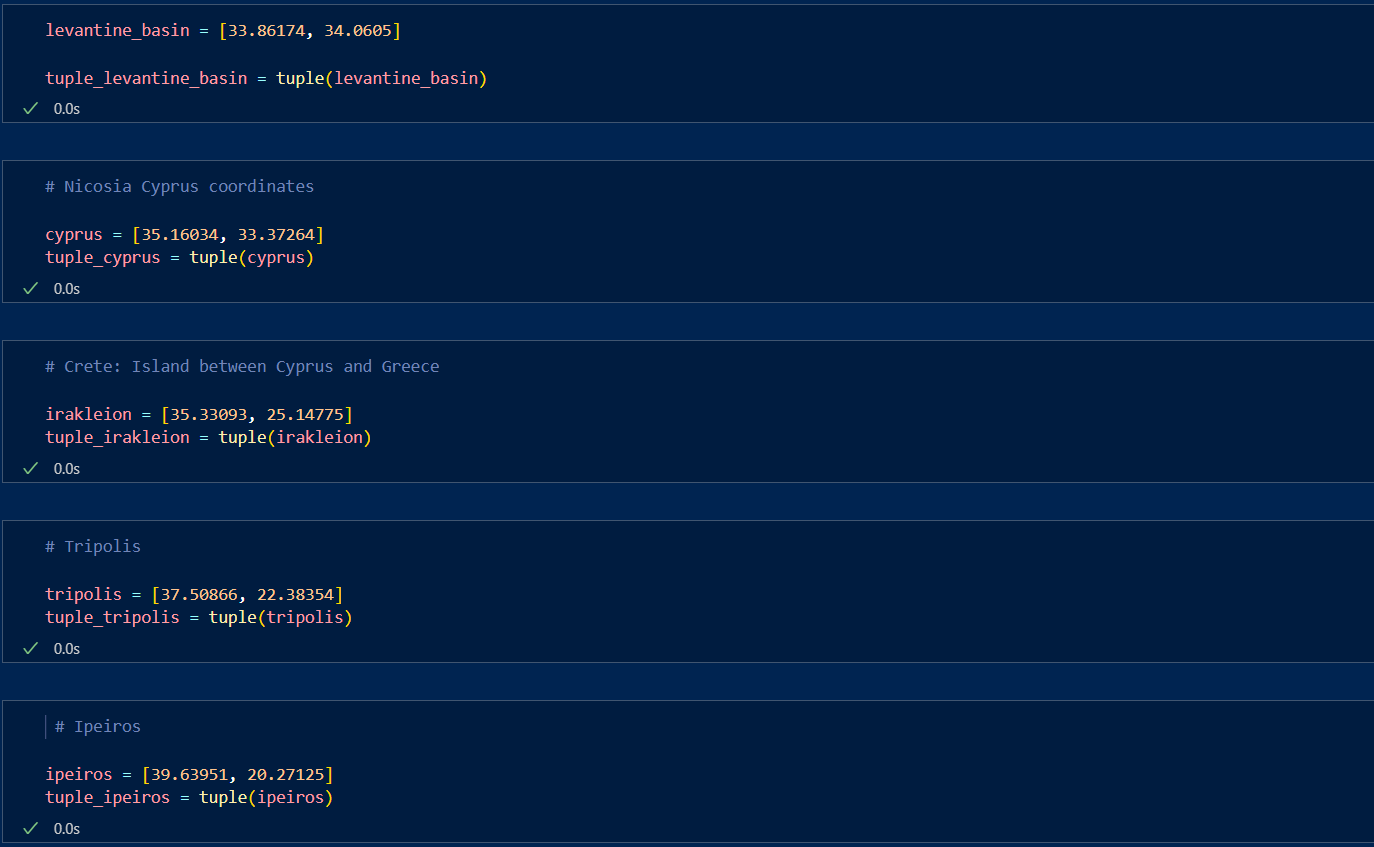 levantine_basin = [33.86174, 34.0605]
tuple_levantine_basin = tuple(levantine_basin)
0.0s
# Nicosia Cyprus coordinates
cyprus = [35.16034, 33.37264]
tuple_cyprus = tuple(cyprus)
0.0s
# Crete: Island between Cyprus and Greece
irakleion = [35.33093, 25.14775]
tuple_irakleion = tuple(irakleion)
0.0s
# Tripolis
tripolis = [37.50866, 22.38354]
tuple_tripolis = tuple(tripolis)
0.0s
# Ipeiros
ipeiros = [39.63951, 20.27125]
tuple_ipeiros = tuple(ipeiros)
0.0s